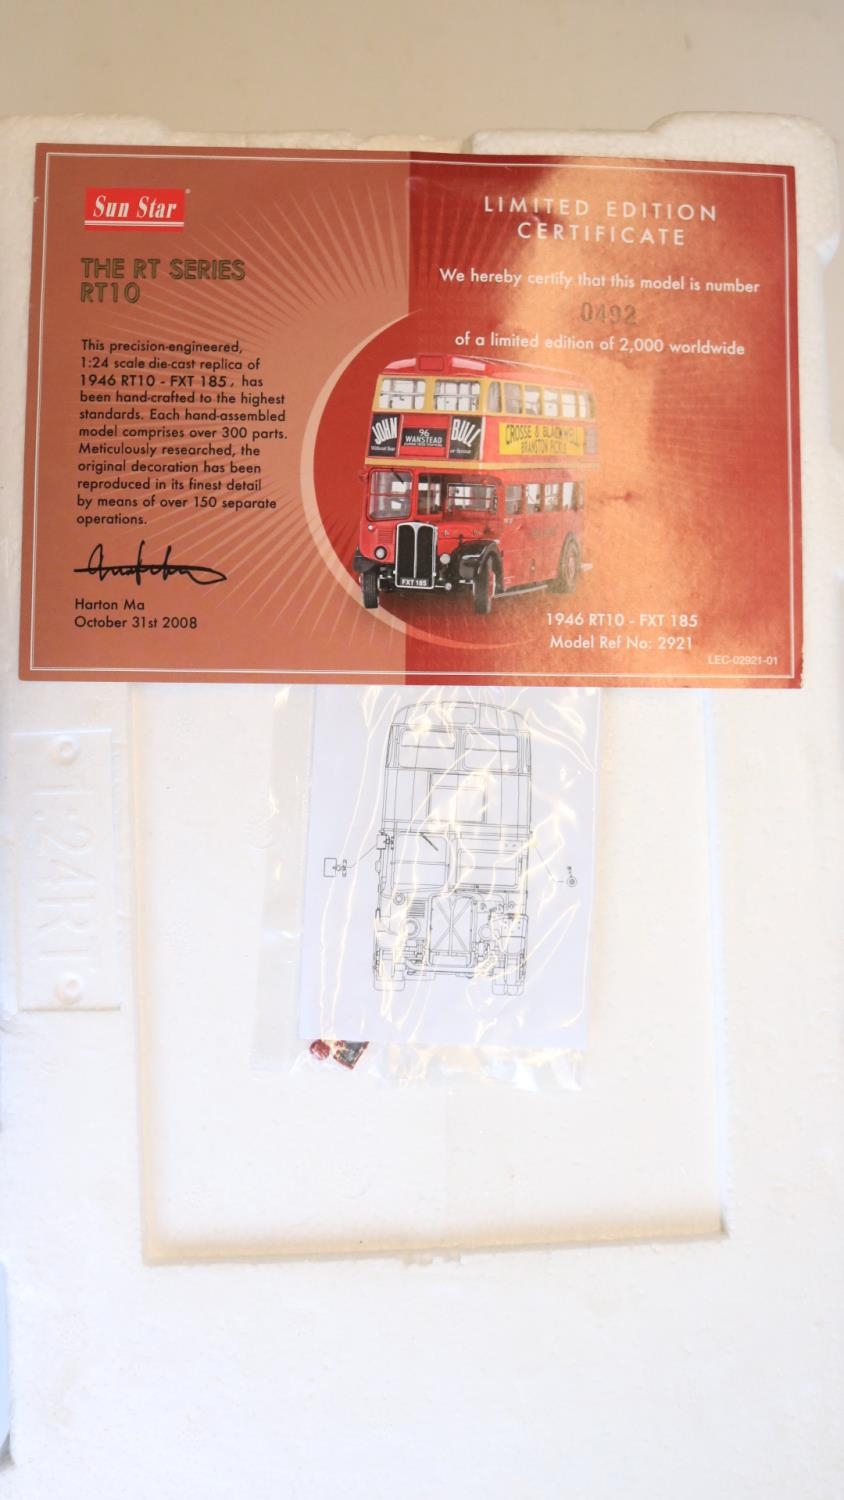 Sun Star
THE RT SERIES
RT10
This precision-engineered,
1:24 scale die-cast replica of
1946 RT10 - FXT 185, has
been hand-crafted to the highest
standards. Each hand-assembled
model comprises over 300 parts.
Meticulously researched, the
original decoration has been
reproduced in its finest detail
by means of over 150 separate
operations.
Harton Ma
October 31st 2008
LIMITED EDITION
CERTIFICATE
We hereby certify that this model is number
0492
of a limited edition of 2,000 worldwide
JOHN
96
WANSTEAD
BULL
CROSSE & BLACKWELL
BRANSTON PICKLE
FXT 185
1946 RT10 - FXT 185
Model Ref No: 2921
LEC-02921-01
1:24RT